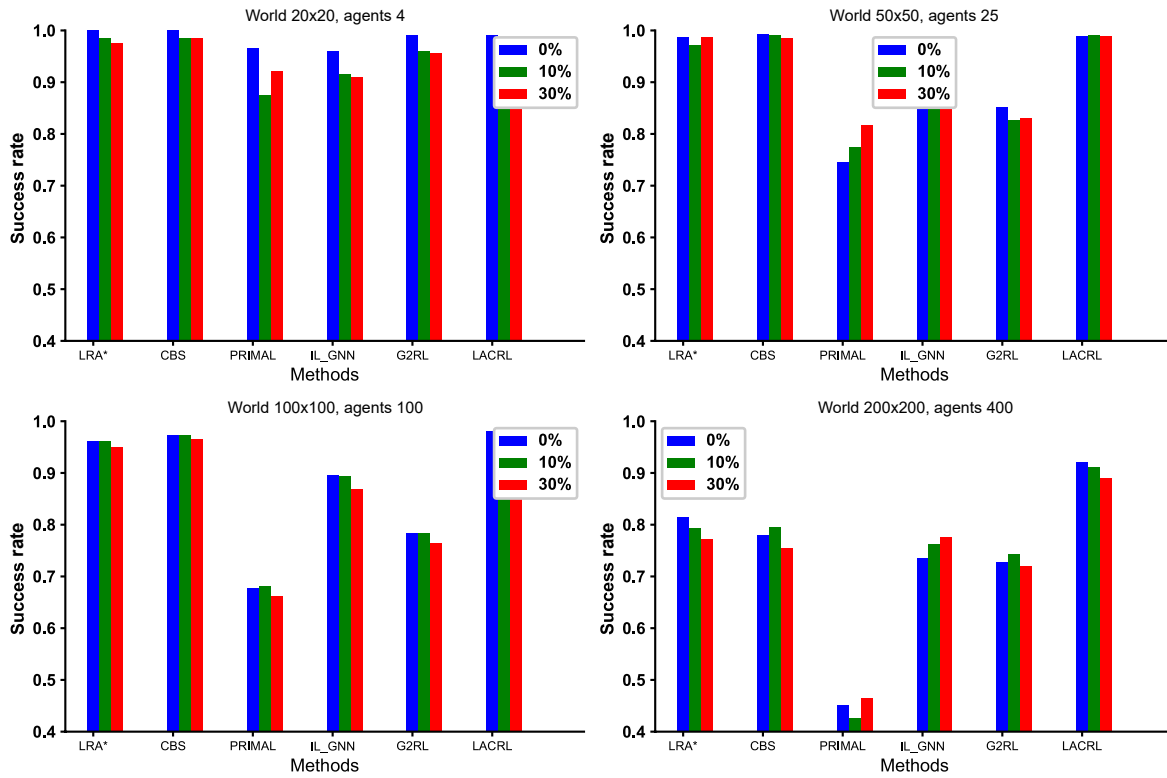 World 20x20, agents 4
1.0
0.9
0.8
0.7
0.6
0.5
0.4
Success rate
0%
10%
30%
LRA*
CBS
PRIMAL
IL_GNN
G2RL
LACRL
Methods
World 50x50, agents 25
1.0
0.9
0.8
0.7
0.6
0.5
0.4
Success rate
0%
10%
30%
LRA*
CBS
PRIMAL
IL_GNN
G2RL
LACRL
Methods
World 100x100, agents 100
1.0
0.9
0.8
0.7
0.6
0.5
0.4
Success rate
0%
10%
30%
LRA*
CBS
PRIMAL
IL_GNN
G2RL
LACRL
Methods
World 200x200, agents 400
1.0
0.9
0.8
0.7
0.6
0.5
0.4
Success rate
0%
10%
30%
LRA*
CBS
PRIMAL
IL_GNN
G2RL
LACRL
Methods